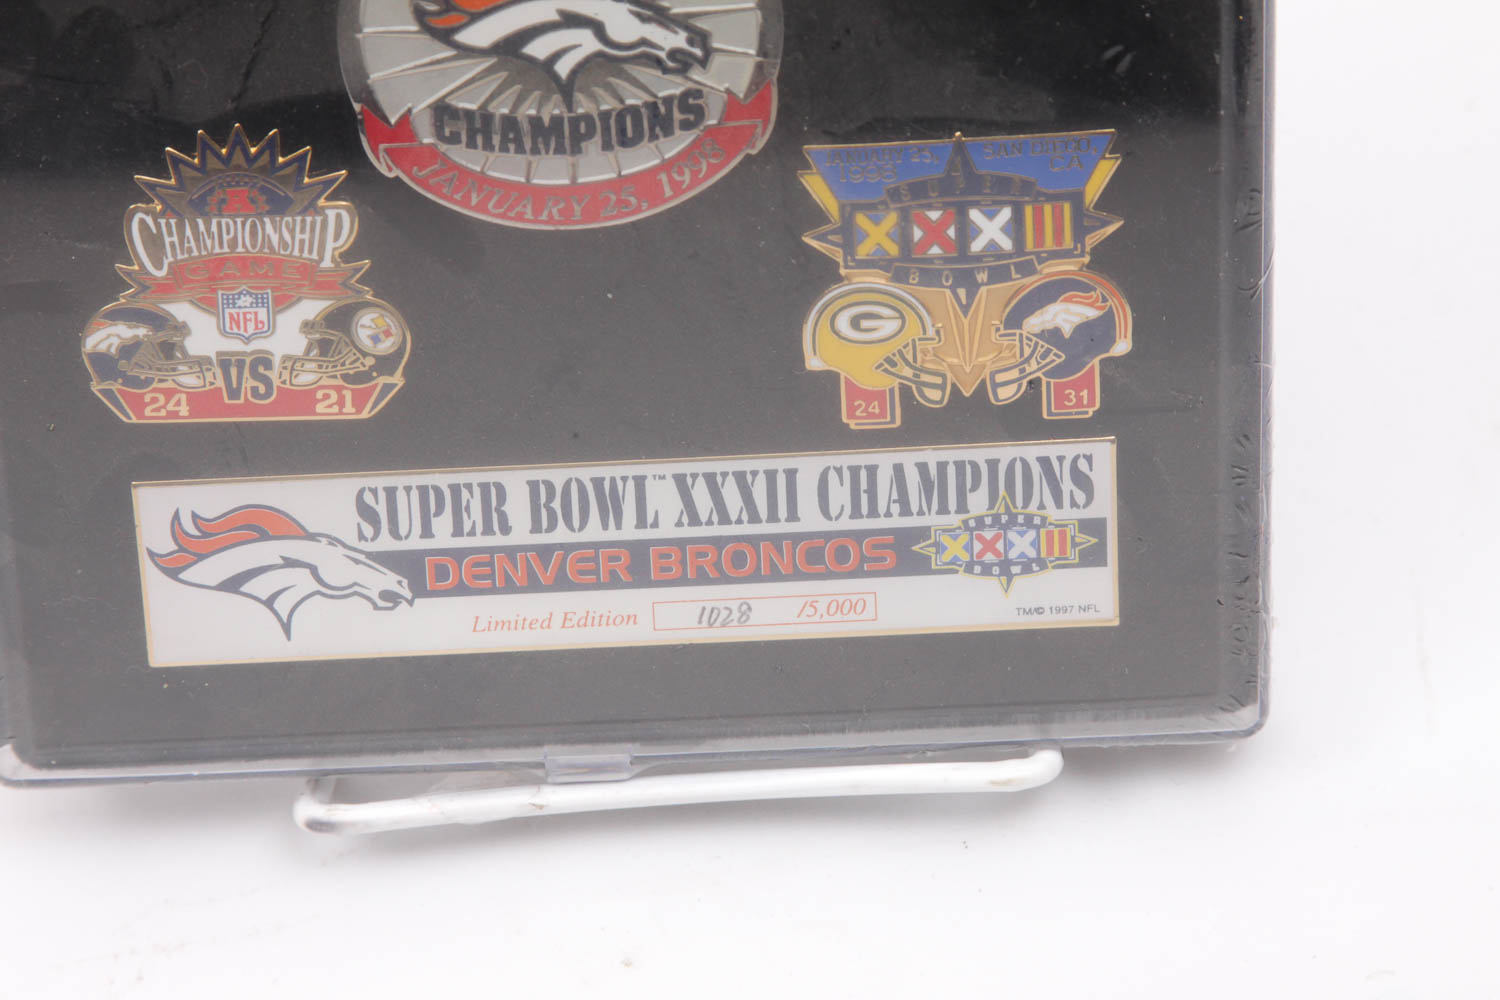 CHAMPIONS
JANUARY 25, 1998
A
CHAMPIONSHIP
GAME
NFL
VS
24 21
JANUARY 25, 1998
SAN DIEGO, CA
SUPER
XXXII
BOWL
G
24 31
SUPER BOWL™ XXXII CHAMPIONS
DENVER BRONCOS
SUPER
XXXII
BOWL
Limited Edition 1028 /5,000
TM/© 1997 NFL